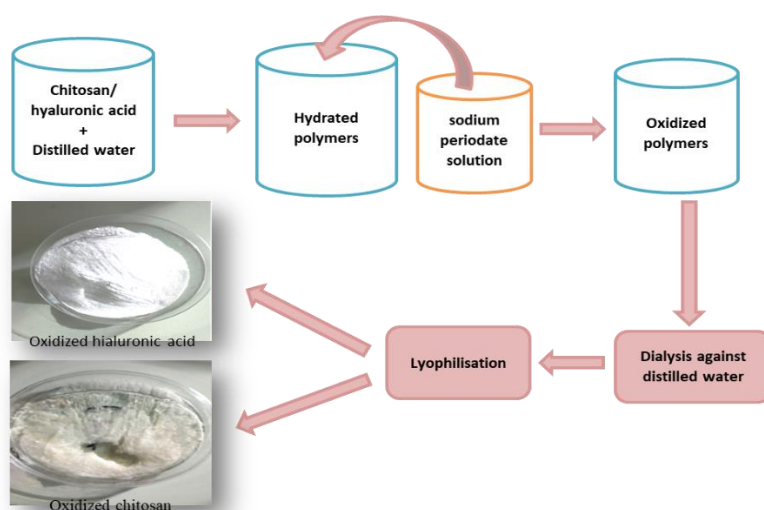 Chitosan/
hyaluronic acid
+
Distilled water
Hydrated
polymers
sodium
periodate
solution
Oxidized
polymers
Oxidized hialuronic acid
Lyophilisation
Dialysis against
distilled water
Oxidized chitosan